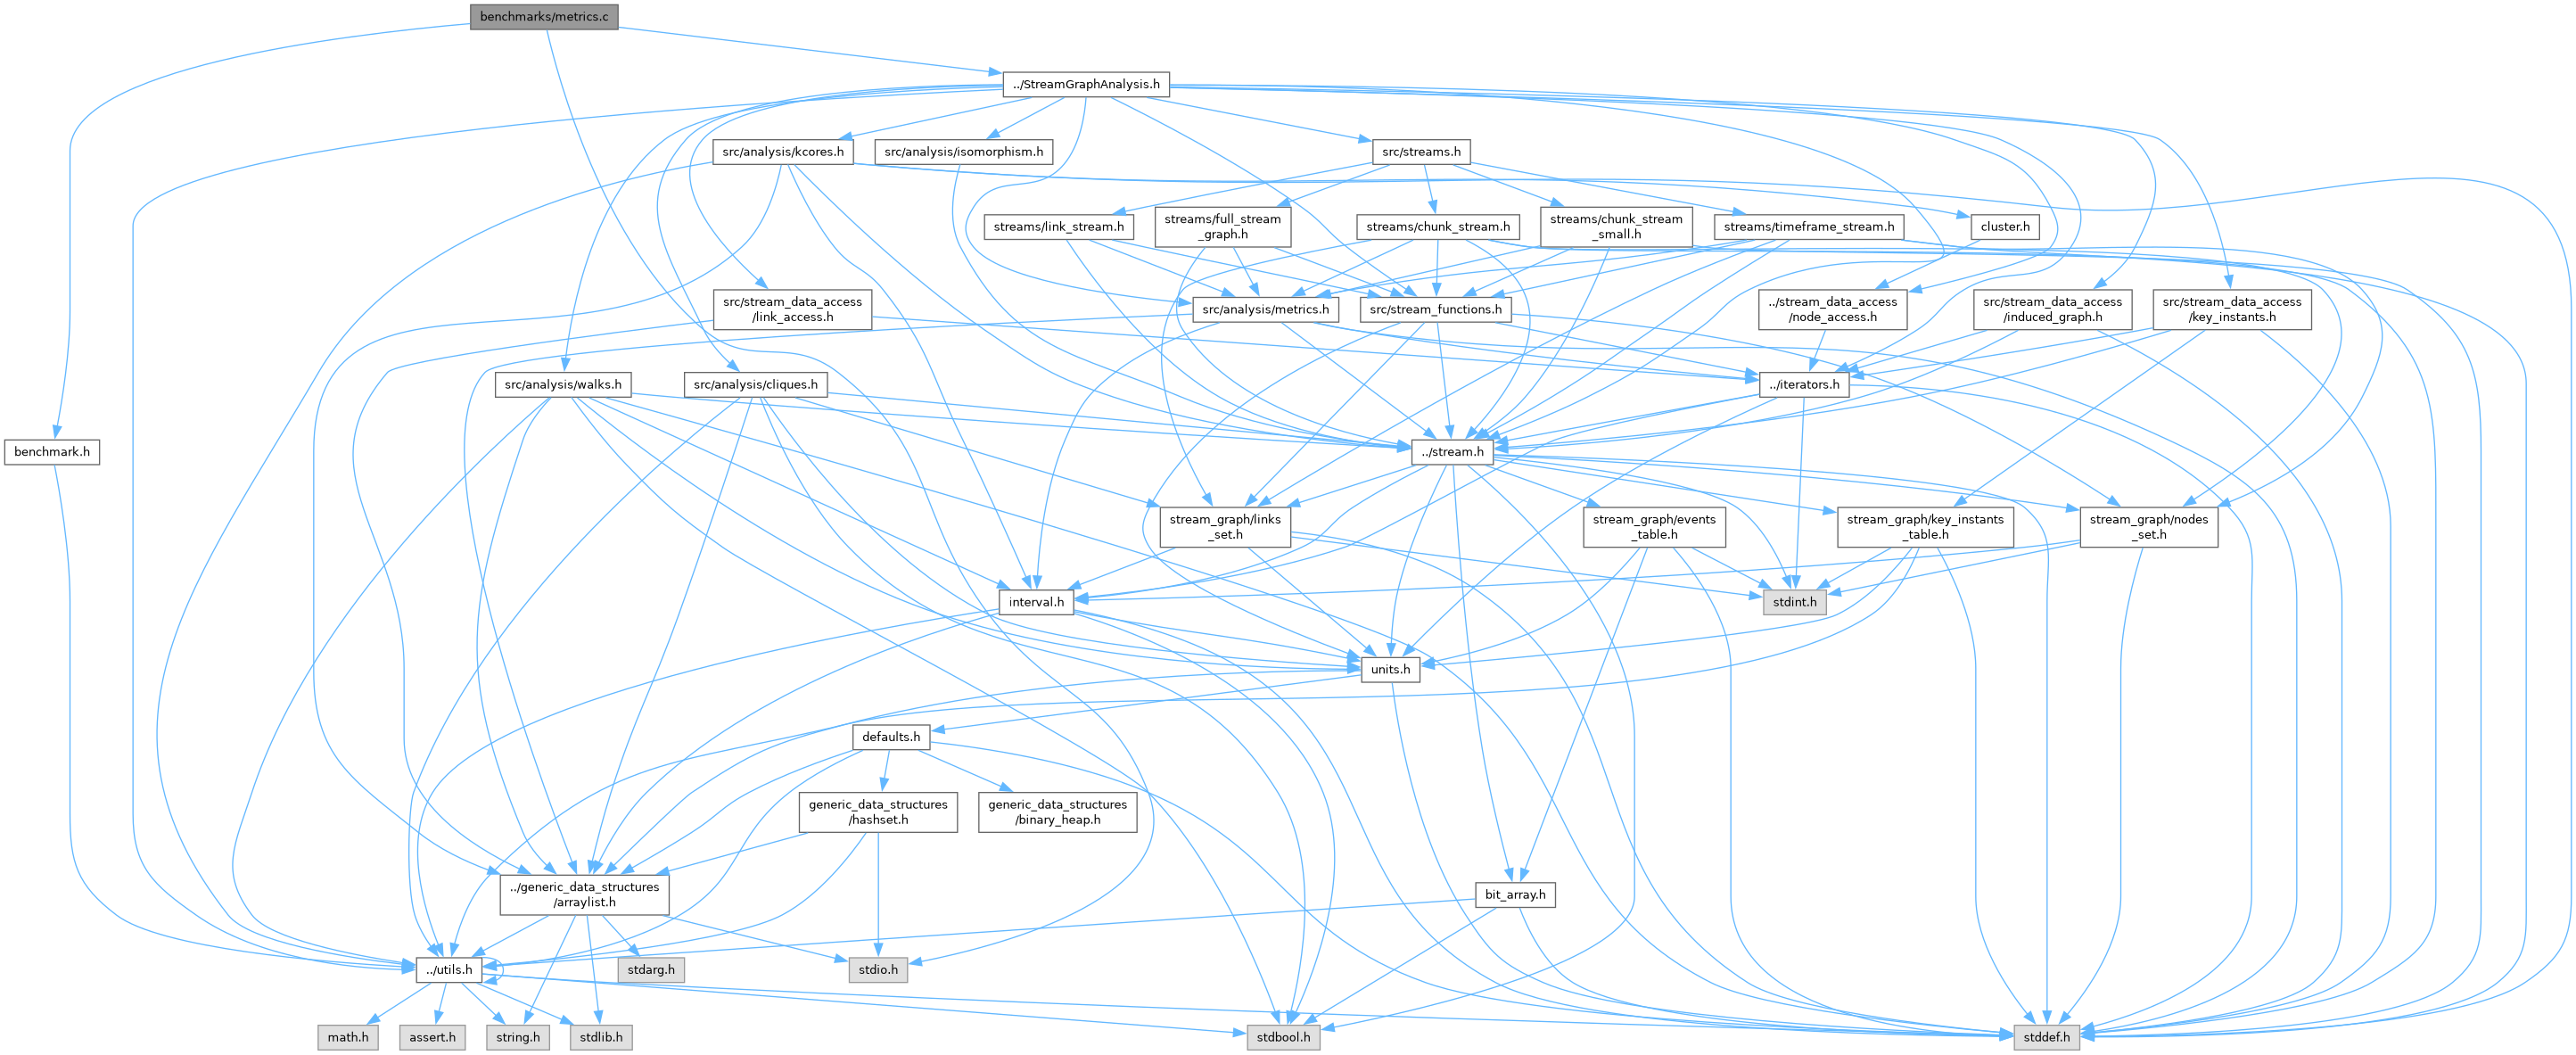 benchmarks/metrics.c
../StreamGraphAnalysis.h
src/analysis/kcores.h
src/analysis/isomorphism.h
src/streams.h
streams/link_stream.h
streams/full_stream
_graph.h
streams/chunk_stream.h
streams/chunk_stream
_small.h
streams/timeframe_stream.h
cluster.h
src/stream_data_access
/link_access.h
src/analysis/metrics.h
src/stream_functions.h
../stream_data_access
/node_access.h
src/stream_data_access
/induced_graph.h
src/stream_data_access
/key_instants.h
src/analysis/walks.h
src/analysis/cliques.h
../iterators.h
benchmark.h
../stream.h
stream_graph/links
_set.h
stream_graph/events
_table.h
stream_graph/key_instants
_table.h
stream_graph/nodes
_set.h
interval.h
stdint.h
units.h
defaults.h
generic_data_structures
/hashset.h
generic_data_structures
/binary_heap.h
../generic_data_structures
/arraylist.h
bit_array.h
../utils.h
stdarg.h
stdio.h
math.h
assert.h
string.h
stdlib.h
stdbool.h
stddef.h